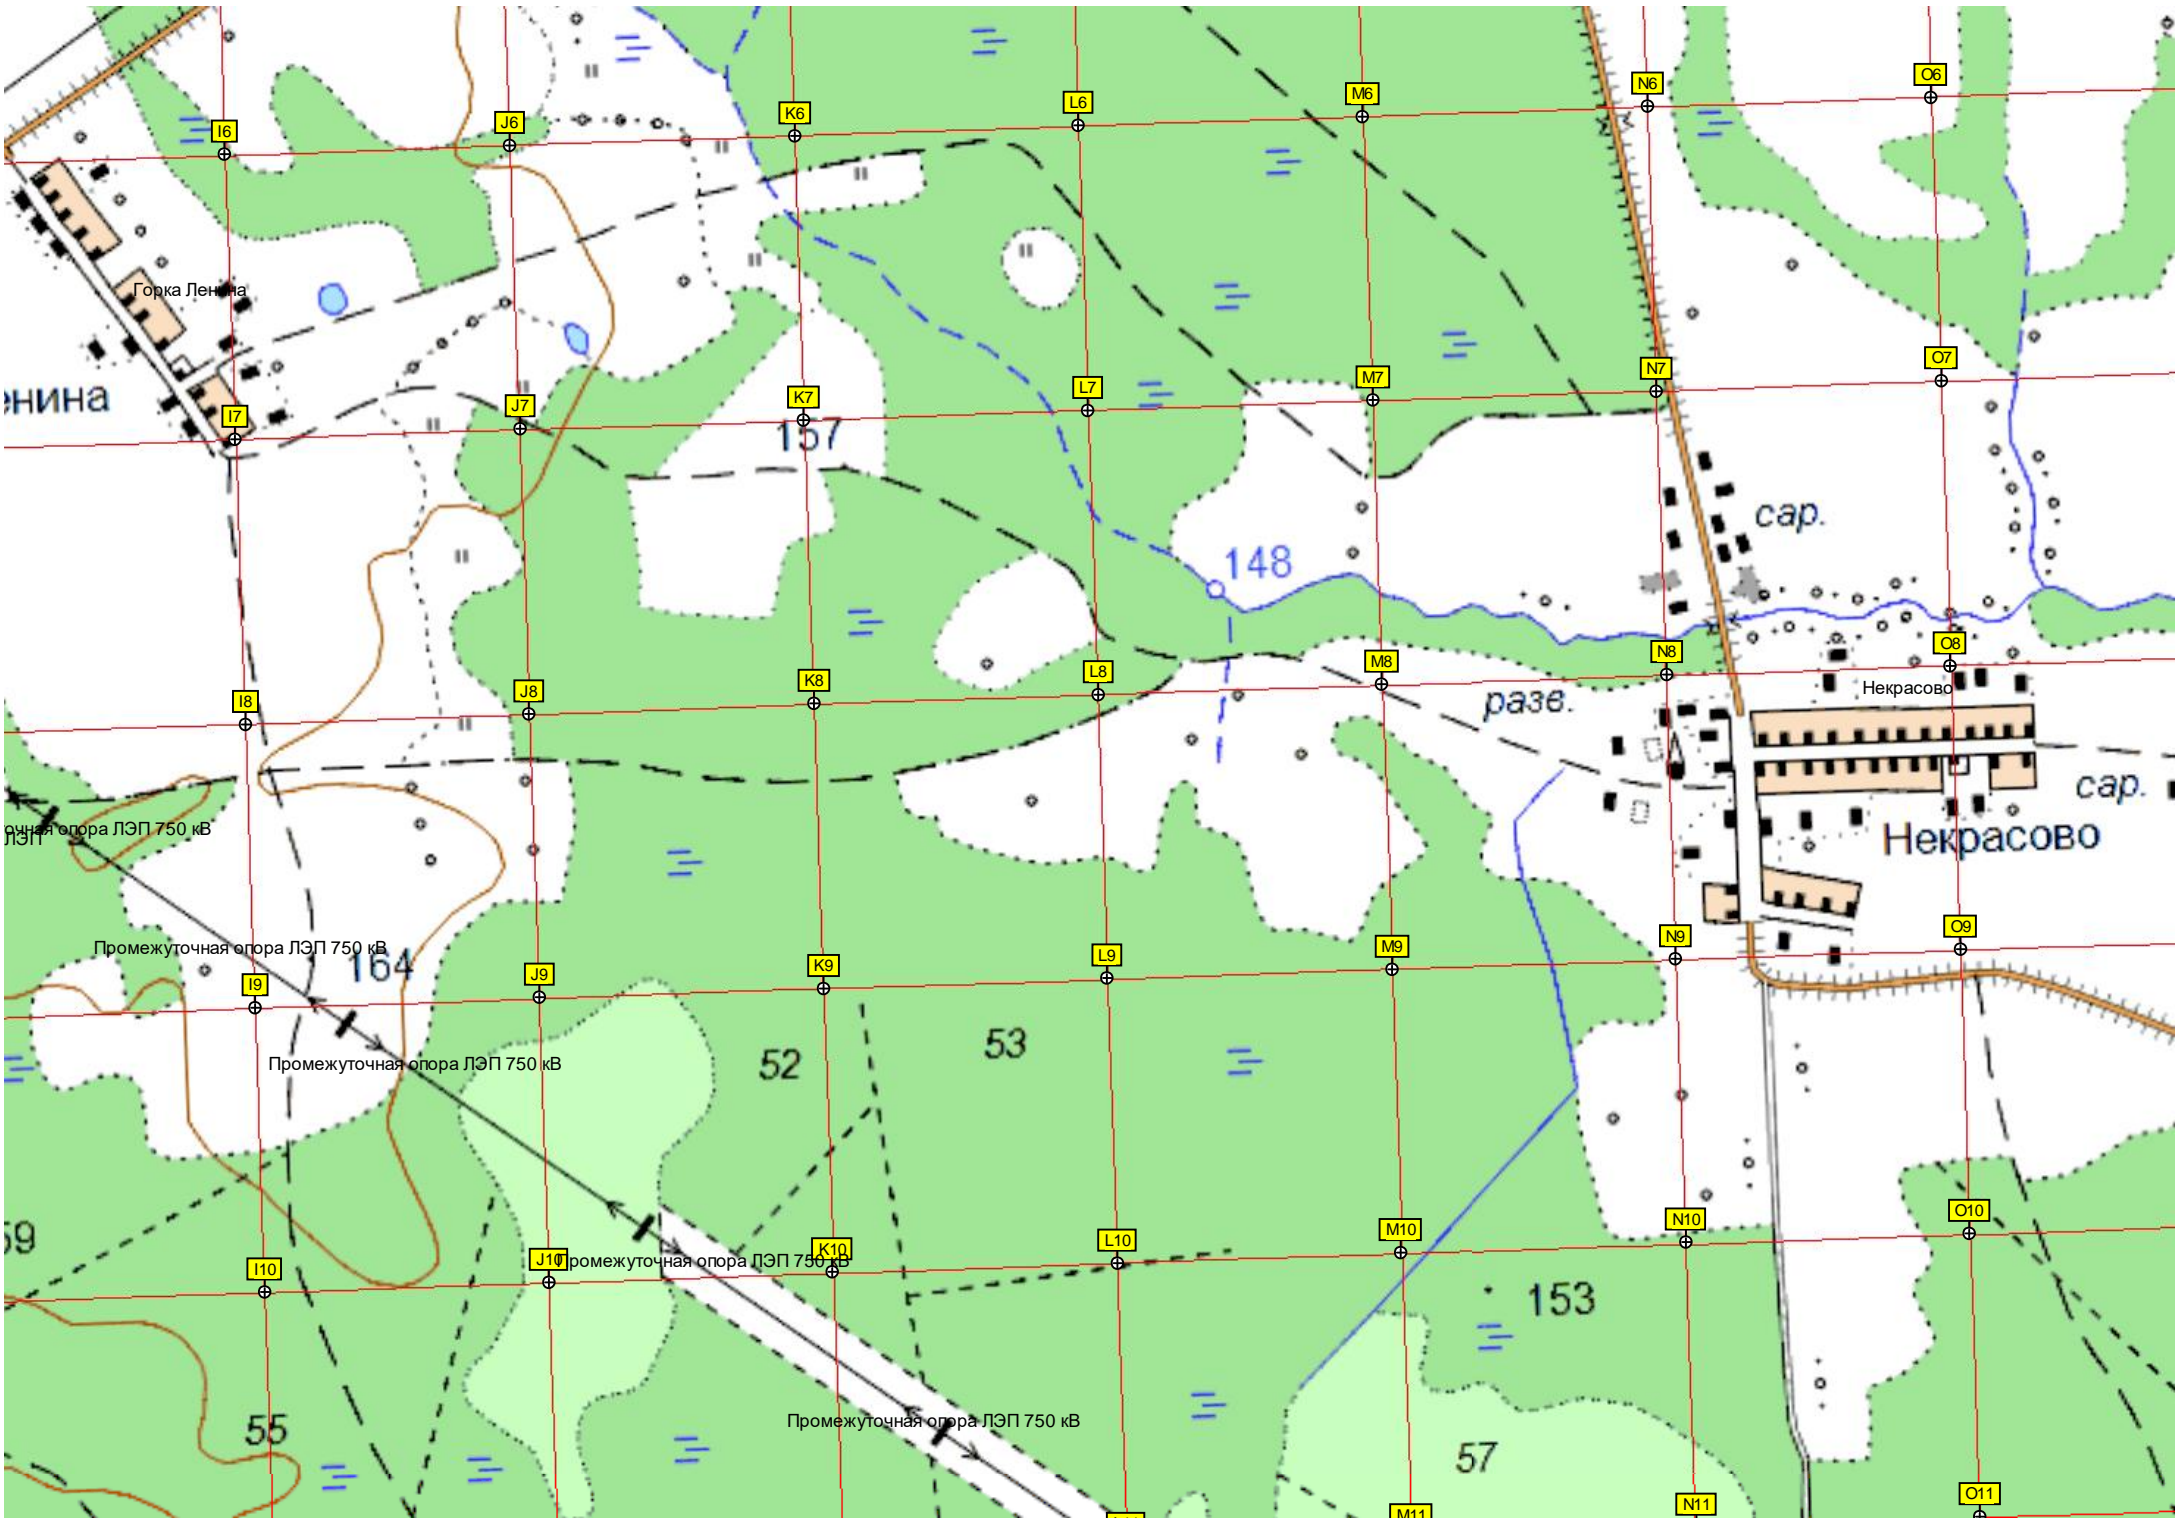 O6
N6
M6
L6
K6
J6
I6
Горка Ленина
O7
N7
M7
L7
K7
J7
I7
енина
157
сар.
148
O8
N8
M8
L8
K8
J8
I8
Некрасово
разв.
сар.
очная опора ЛЭП 750 кВ
ЛЭП
Некрасово
O9
N9
M9
L9
K9
J9
I9
Промежуточная опора ЛЭП 750 кВ
164
53
52
Промежуточная опора ЛЭП 750 кВ
O10
N10
M10
L10
K10
J10
I10
59
Промежуточная опора ЛЭП 750 кВ
153
55
Промежуточная опора ЛЭП 750 кВ
57
O11
N11
M11